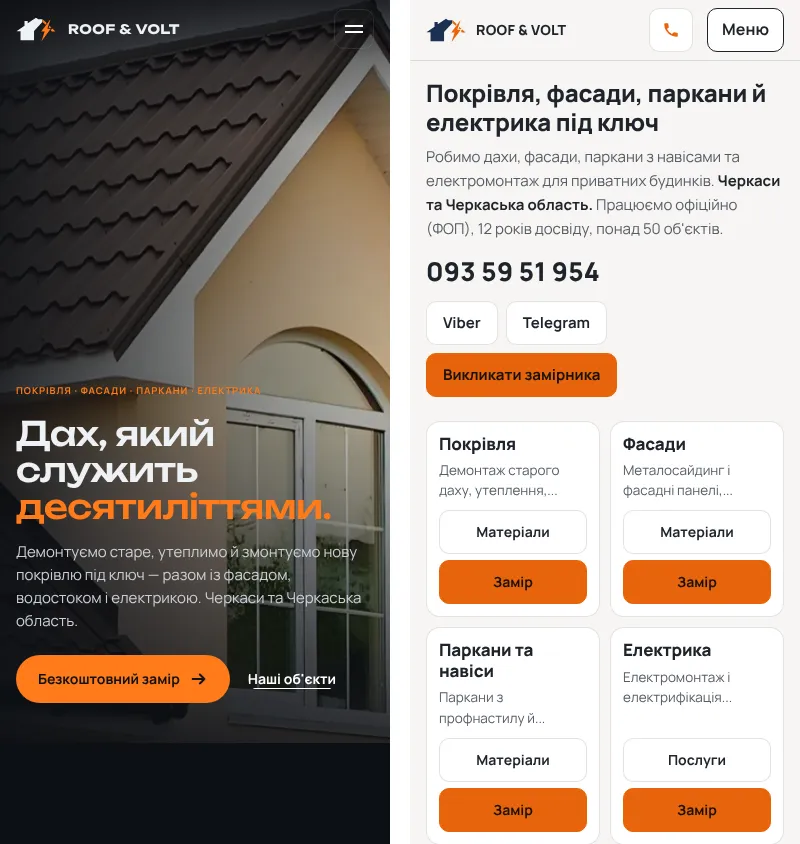 ROOF & VOLT
ПОКРІВЛЯ · ФАСАДИ · ПАРКАНИ · ЕЛЕКТРИКА
Дах, який
служить
десятиліттями.
Демонтуємо старе, утеплимо й змонтуємо нову
покрівлю під ключ — разом із фасадом,
водостоком і електрикою. Черкаси та Черкаська
область.
Безкоштовний замір →
Наші об'єкти
ROOF & VOLT
Меню
Покрівля, фасади, паркани й
електрика під ключ
Робимо дахи, фасади, паркани з навісами та
електромонтаж для приватних будинків. Черкаси
та Черкаська область. Працюємо офіційно
(ФОП), 12 років досвіду, понад 50 об'єктів.
093 59 51 954
Viber
Telegram
Викликати замірника
Покрівля
Демонтаж старого
даху, утеплення,...
Матеріали
Замір
Фасади
Металосайдинг і
фасадні панелі,...
Матеріали
Замір
Паркани та
навіси
Паркани з
профнастилу й...
Матеріали
Замір
Електрика
Електромонтаж і
електрифікація...
Послуги
Замір